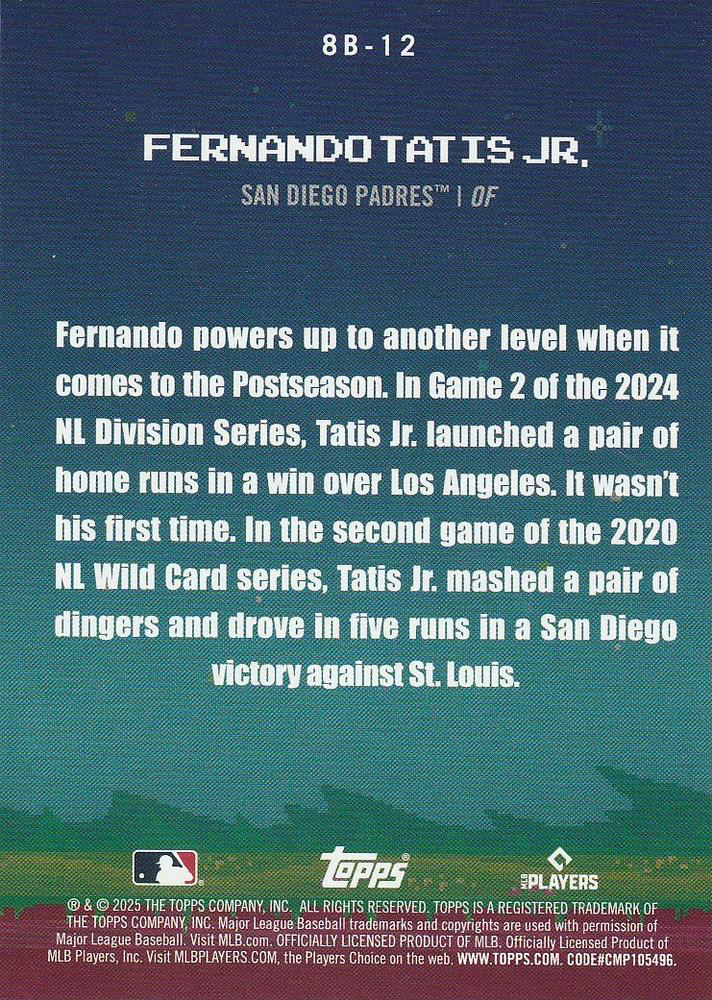 8B-12
FERNANDO TATIS JR.
SAN DIEGO PADRES™ | OF
Fernando powers up to another level when it
comes to the Postseason. In Game 2 of the 2024
NL Division Series, Tatis Jr. launched a pair of
home runs in a win over Los Angeles. It wasn't
his first time. In the second game of the 2020
NL Wild Card series, Tatis Jr. mashed a pair of
dingers and drove in five runs in a San Diego
victory against St. Louis.
topps® MLB PLAYERS
® & © 2025 THE TOPPS COMPANY, INC. ALL RIGHTS RESERVED. TOPPS IS A REGISTERED TRADEMARK OF
THE TOPPS COMPANY, INC. Major League Baseball trademarks and copyrights are used with permission of
Major League Baseball. Visit MLB.com. OFFICIALLY LICENSED PRODUCT OF MLB. Officially Licensed Product of
MLB Players, Inc. Visit MLBPLAYERS.COM, the Players Choice on the web. WWW.TOPPS.COM. CODE#CMP105496.